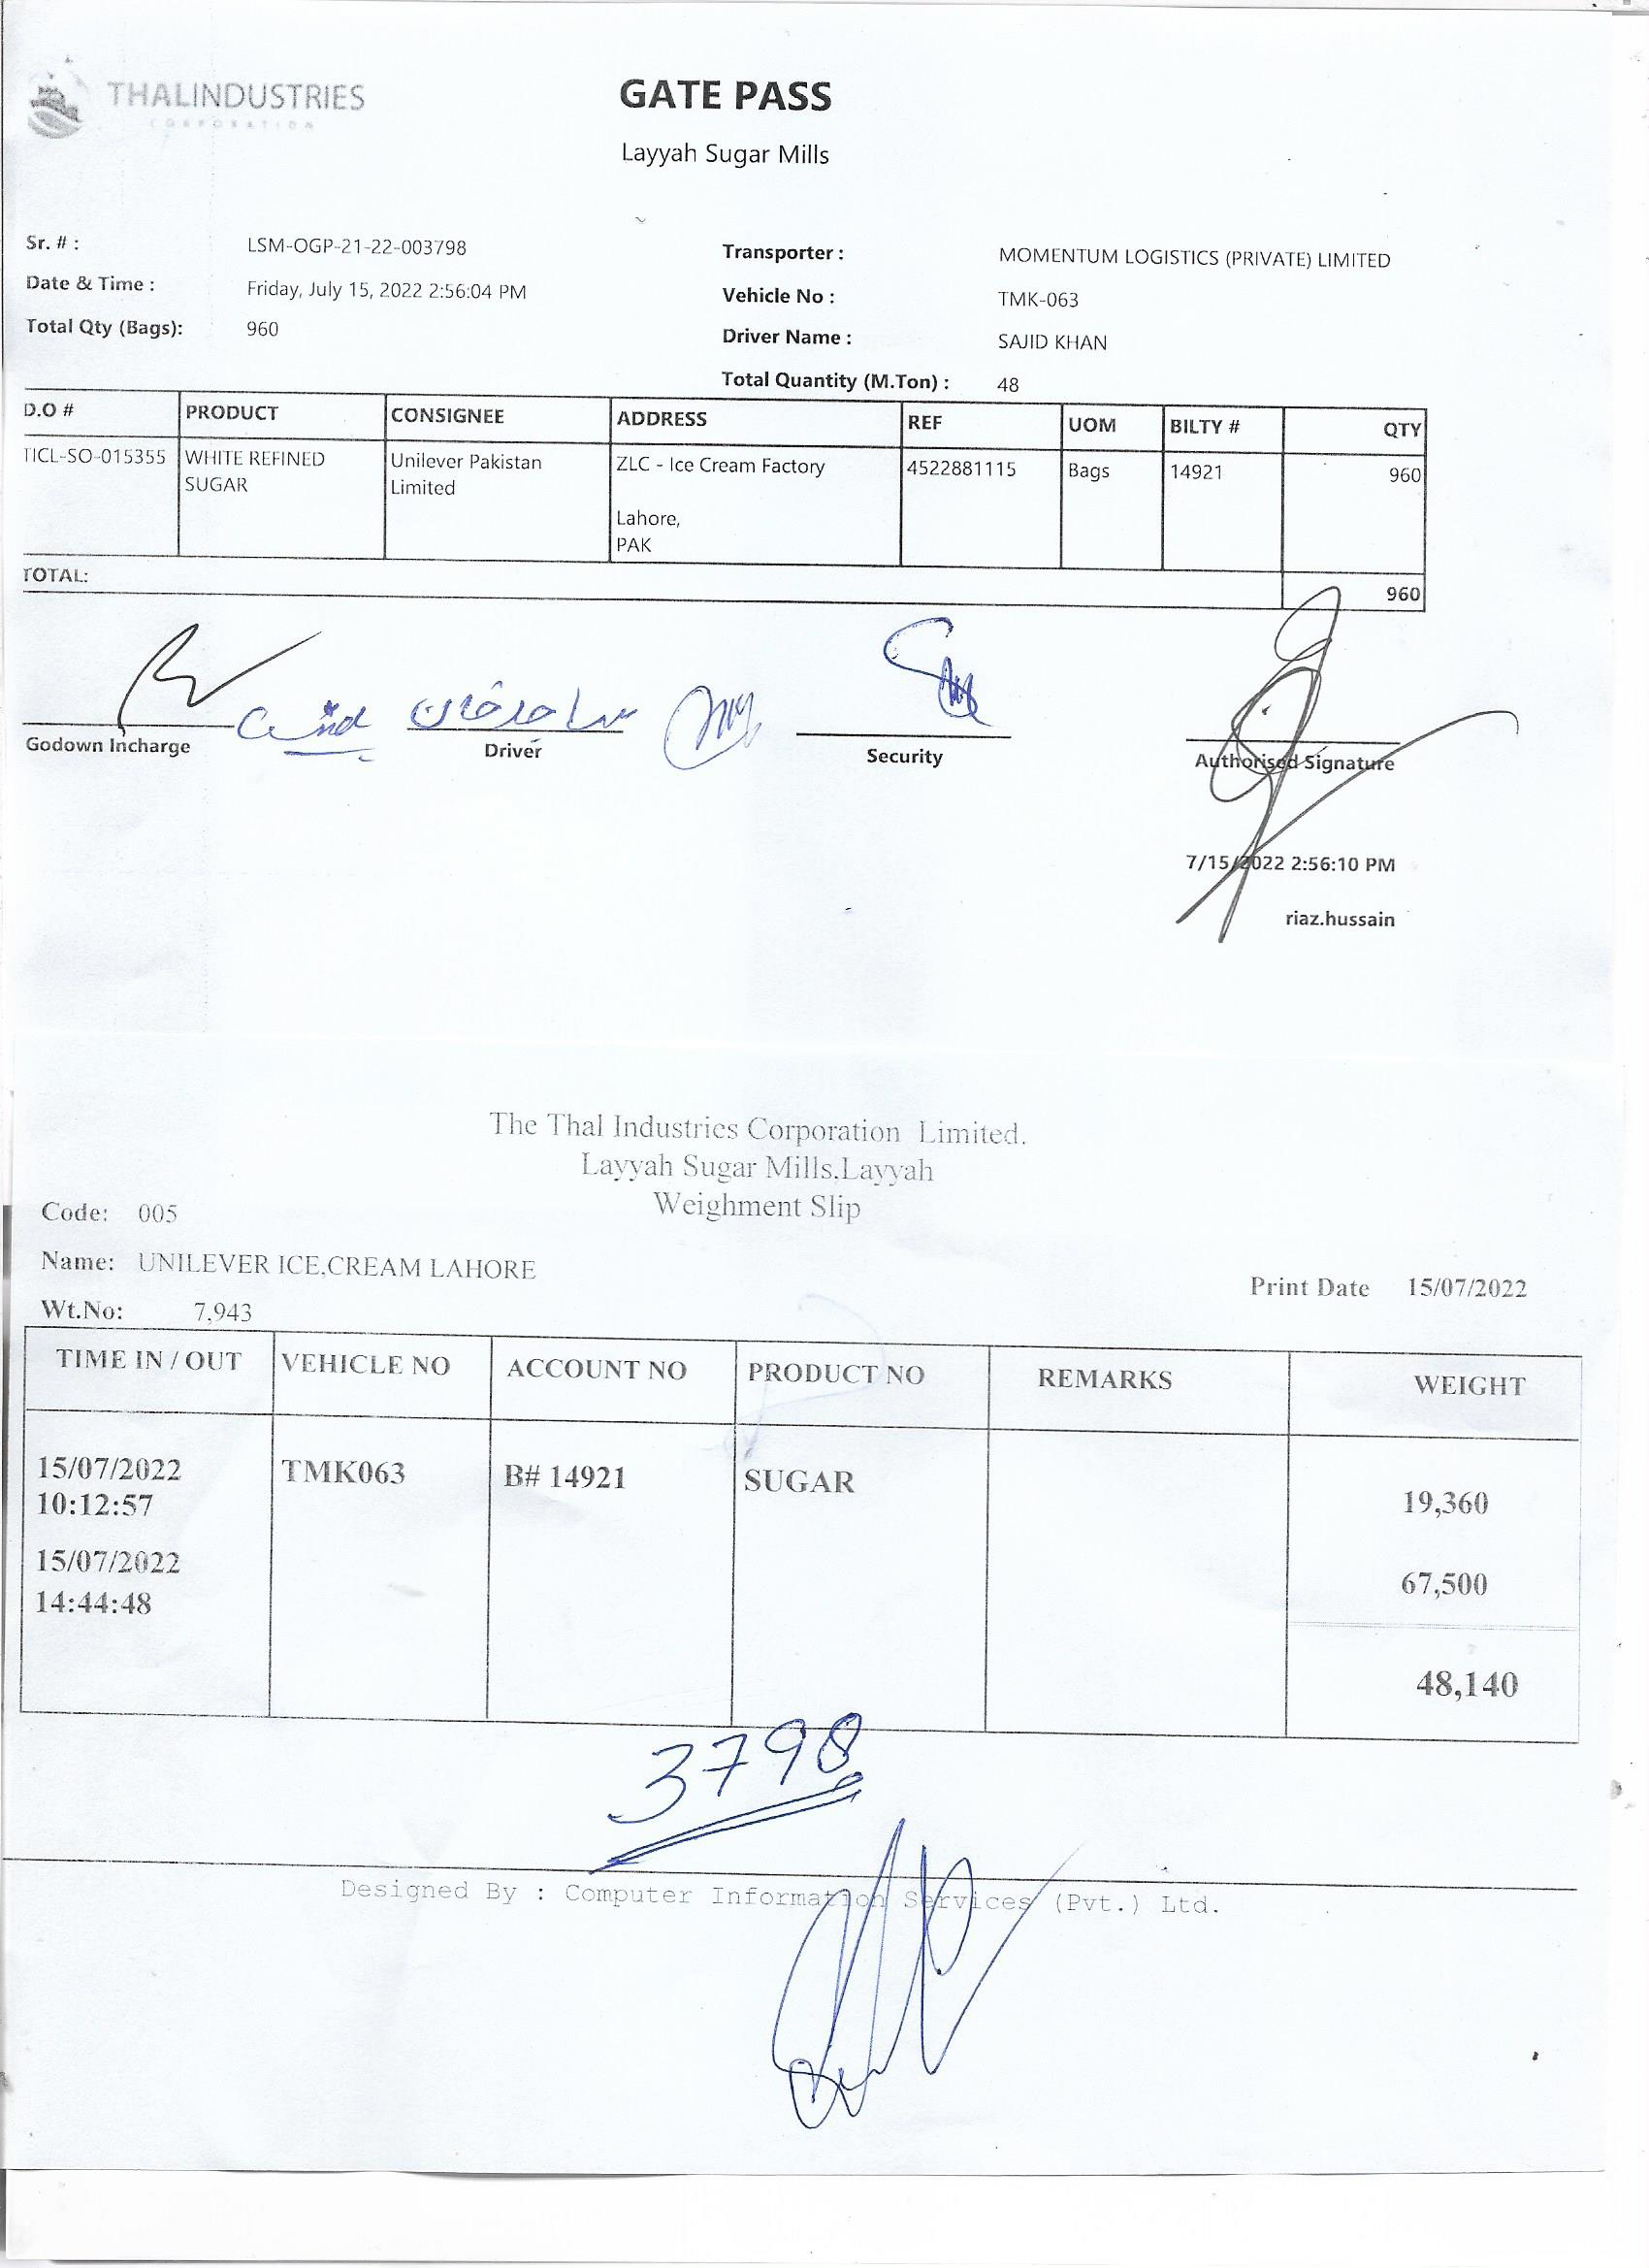 THALINDUSTRIES
CORPORATION
GATE PASS
Layyah Sugar Mills
Sr. # : LSM-OGP-21-22-003798
Date & Time : Friday, July 15, 2022 2:56:04 PM
Total Qty (Bags): 960
Transporter : MOMENTUM LOGISTICS (PRIVATE) LIMITED
Vehicle No : TMK-063
Driver Name : SAJID KHAN
Total Quantity (M.Ton) : 48
D.O # PRODUCT CONSIGNEE ADDRESS REF UOM BILTY # QTY
TICL-SO-015355 WHITE REFINED Unilever Pakistan ZLC - Ice Cream Factory 4522881115 Bags 14921 960
SUGAR Limited
Lahore,
PAK
TOTAL: 960
ساجد خان
Godown Incharge Driver Security Authorised Signature
7/15/2022 2:56:10 PM
riaz.hussain
The Thal Industries Corporation Limited.
Layyah Sugar Mills.Layyah
Weighment Slip
Code: 005
Name: UNILEVER ICE,CREAM LAHORE
Print Date 15/07/2022
Wt.No: 7,943
TIME IN / OUT VEHICLE NO ACCOUNT NO PRODUCT NO REMARKS WEIGHT
15/07/2022 TMK063 B# 14921 SUGAR
10:12:57 19,360
15/07/2022 67,500
14:44:48
48,140
3798
Designed By : Computer Information Services (Pvt.) Ltd.